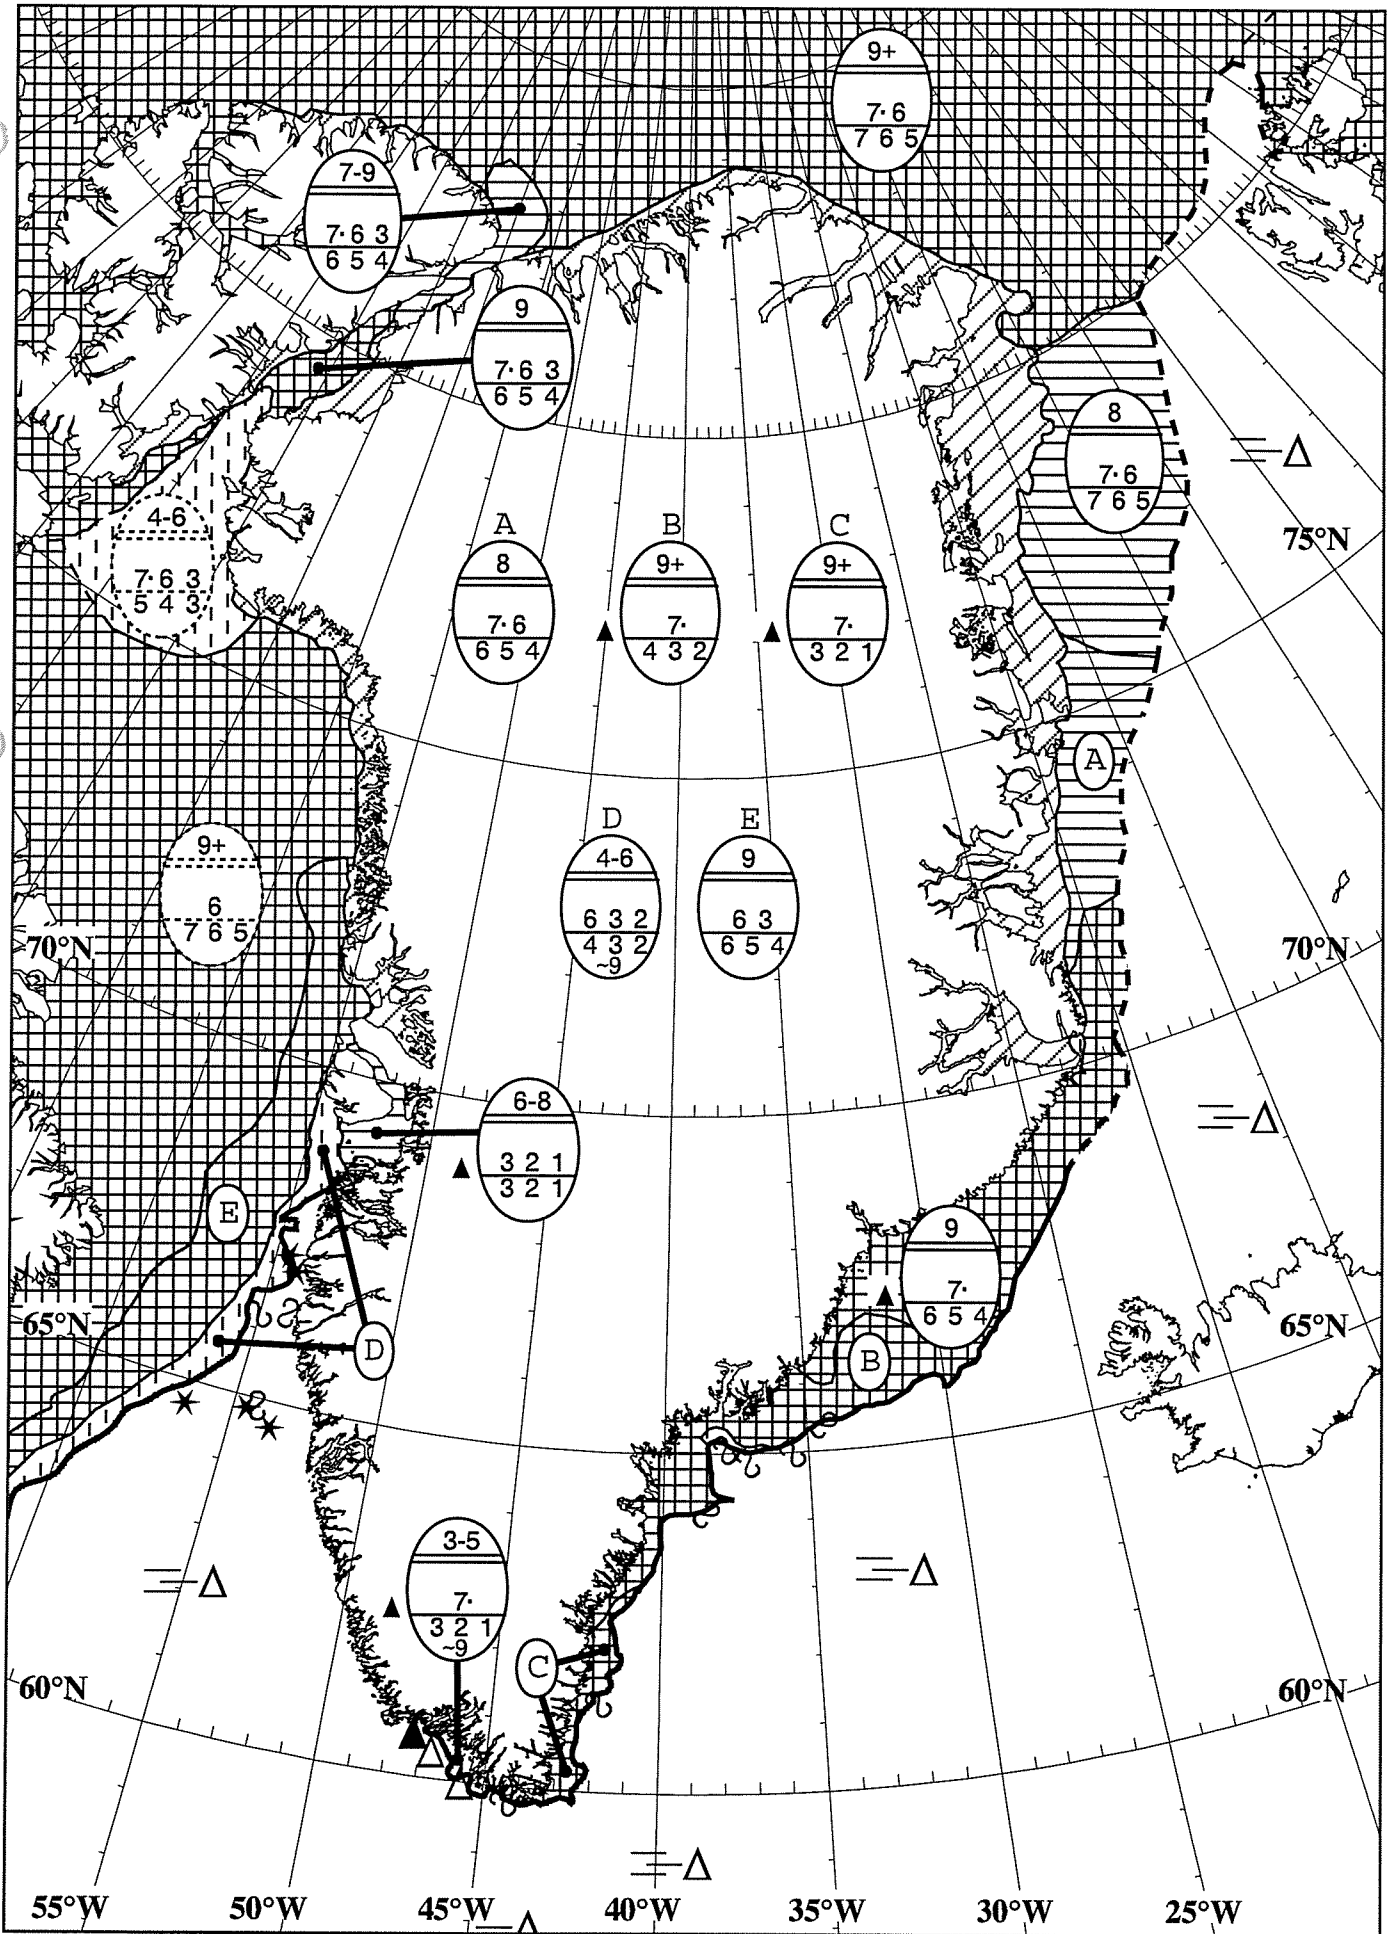 9+
7· 6
7 6 5
7-9
7· 6 3
6 5 4
9
7· 6 3
6 5 4
8
7· 6
7 6 5
4-6
7· 6 3
5 4 3
75°N
A
8
7· 6
6 5 4
B
9+
7·
4 3 2
C
9+
7·
3 2 1
A
D
4-6
6 3 2
4 3 2
~9
E
9
6 3
6 5 4
9+
6
7 6 5
70°N
70°N
6-8
3 2 1
3 2 1
E
9
7·
6 5 4
65°N
65°N
D
B
3-5
7·
3 2 1
~9
C
60°N
60°N
55°W
50°W
45°W
40°W
35°W
30°W
25°W